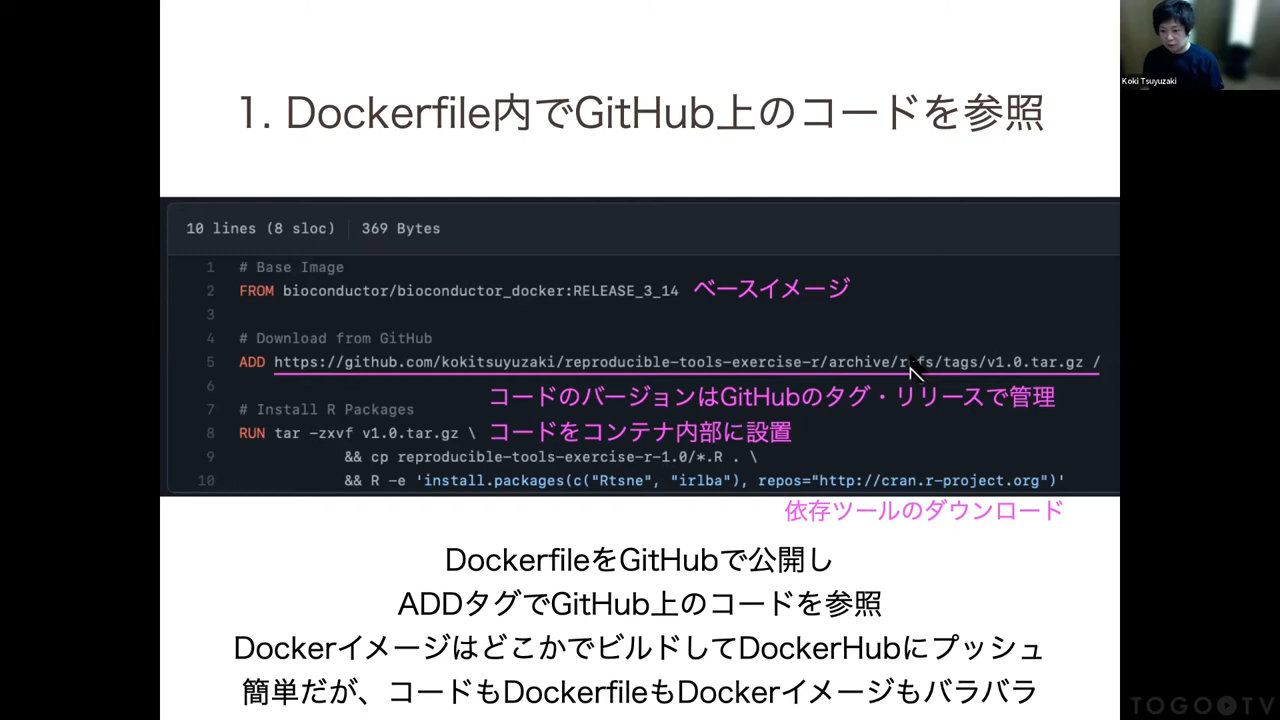 Koki Tsuyuzaki
1. Dockerfile内でGitHub上のコードを参照
10 lines (8 sloc) 369 Bytes
1 # Base Image
2 FROM bioconductor/bioconductor_docker:RELEASE_3_14 ベースイメージ
3
4 # Download from GitHub
5 ADD https://github.com/kokitsuyuzaki/reproducible-tools-exercise-r/archive/refs/tags/v1.0.tar.gz /
6
コードのバージョンはGitHubのタグ・リリースで管理
7 # Install R Packages
8 RUN tar -zxvf v1.0.tar.gz \ コードをコンテナ内部に設置
9 && cp reproducible-tools-exercise-r-1.0/*.R . \
10 && R -e 'install.packages(c("Rtsne", "irlba"), repos="http://cran.r-project.org")'
依存ツールのダウンロード
DockerfileをGitHubで公開し
ADDタグでGitHub上のコードを参照
DockerイメージはどこかでビルドしてDockerHubにプッシュ
簡単だが、コードもDockerfileもDockerイメージもバラバラ
TOGOTV